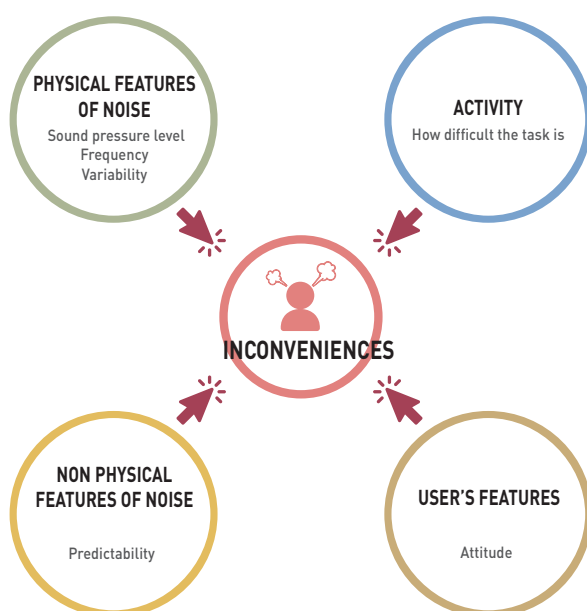 PHYSICAL FEATURES
OF NOISE
Sound pressure level
Frequency
Variability
ACTIVITY
How difficult the task is
INCONVENIENCES
NON PHYSICAL
FEATURES OF NOISE
Predictability
USER'S FEATURES
Attitude